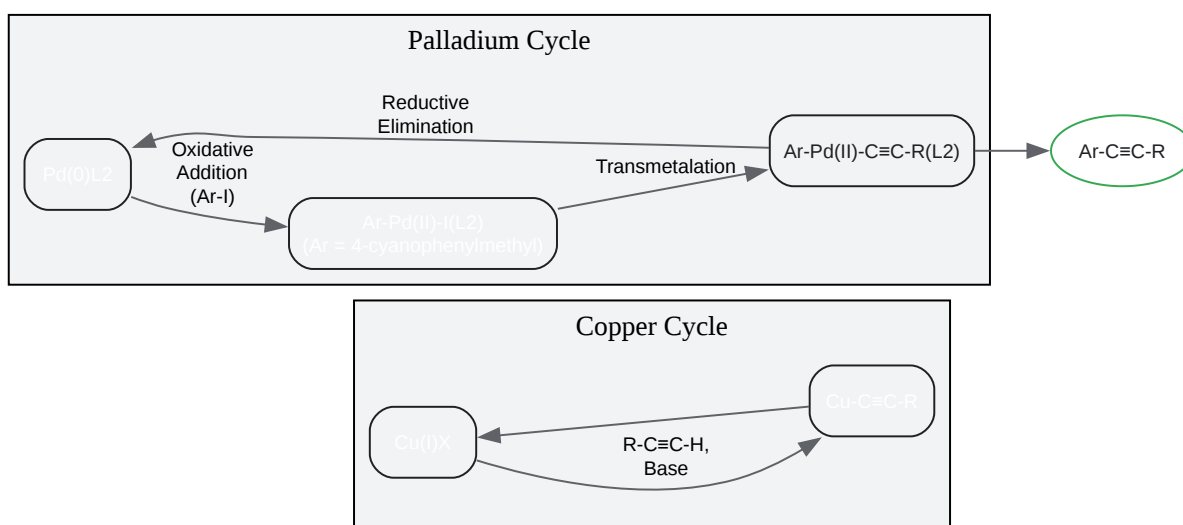 Palladium Cycle
Reductive
Elimination
Oxidative
Addition
(Ar-I)
Pd(0)L2
Transmetalation
Ar-Pd(II)-C≡C-R(L2)
Ar-C≡C-R
Ar-Pd(II)-I(L2)
(Ar = 4-cyanophenylmethyl)
Copper Cycle
Cu-C≡C-R
Cu(I)X
R-C≡C-H,
Base